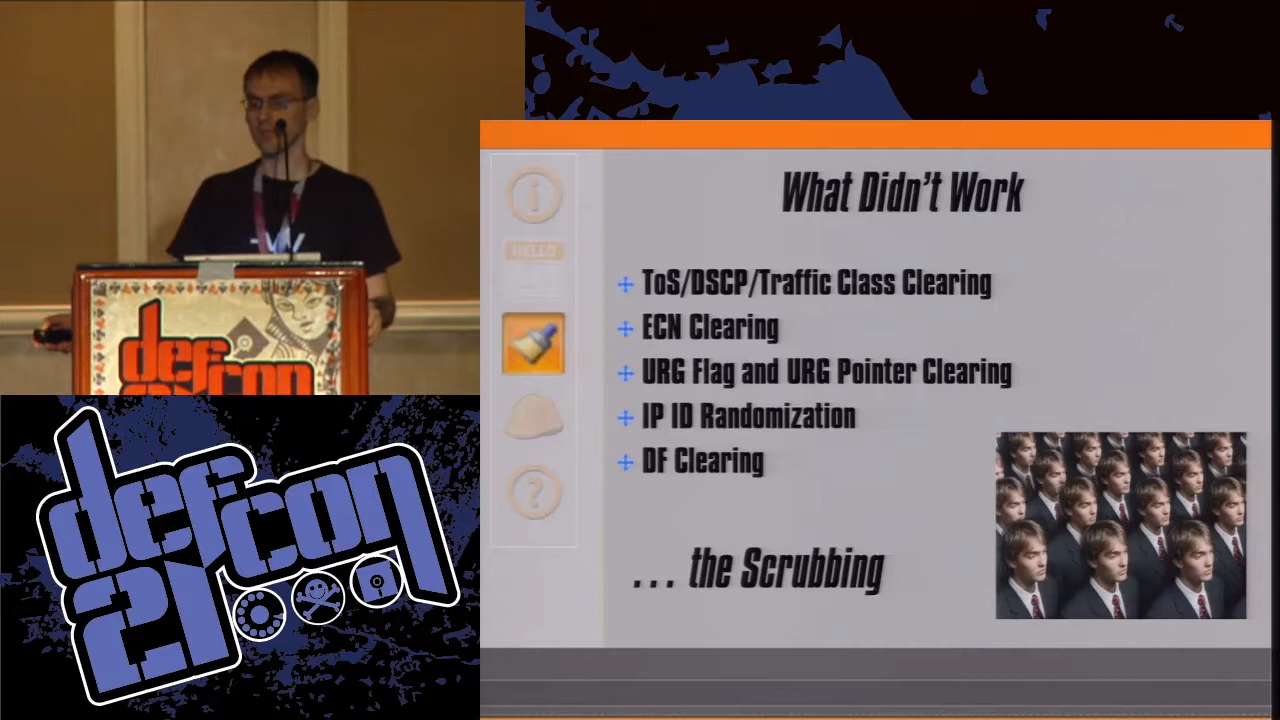 What Didn't Work
HELLO
ToS/DSCP/Traffic Class Clearing
ECN Clearing
URG Flag and URG Pointer Clearing
IP ID Randomization
DF Clearing
. . . the Scrubbing
defcon
defcon
21